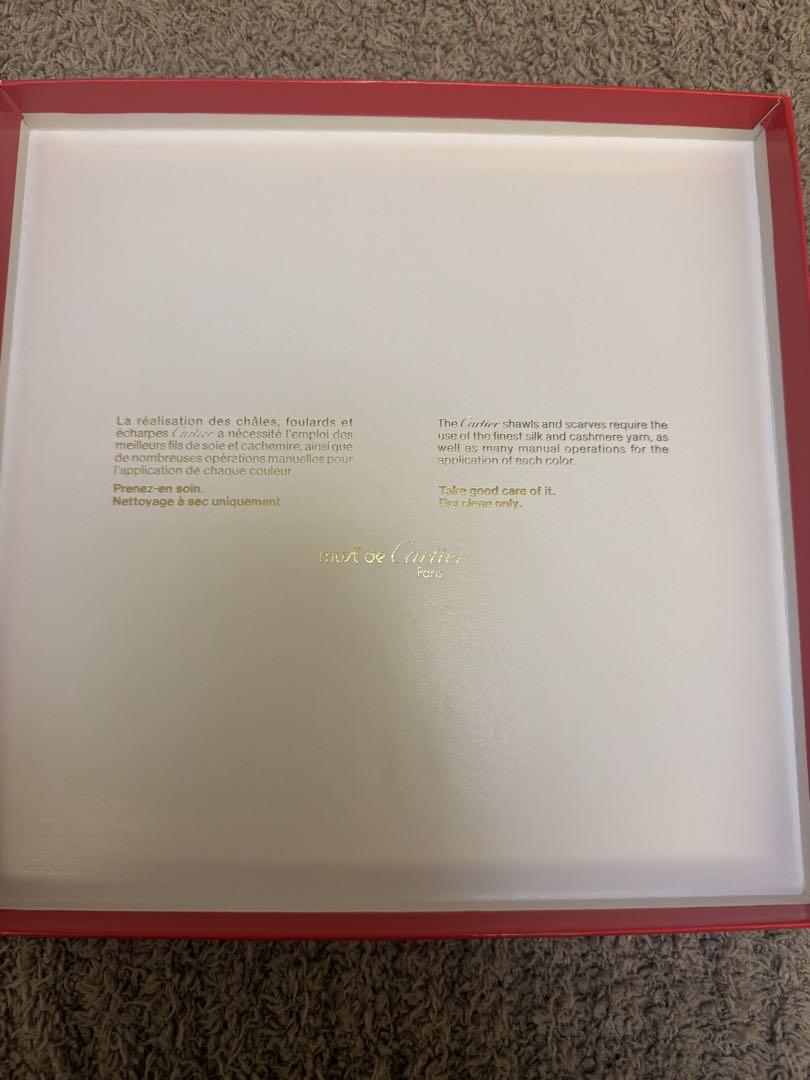 La réalisation des châles, foulards et
écharpes Cartier a nécessité l'emploi des
meilleurs fils de soie et cachemire, ainsi que
de nombreuses opérations manuelles pour
l'application de chaque couleur
Prenez-en soin.
Nettoyage à sec uniquement
The Cartier shawls and scarves require the
use of the finest silk and cashmere yarn, as
well as many manual operations for the
application of each color.
Take good care of it.
Dry clean only.
must de Cartier
Paris